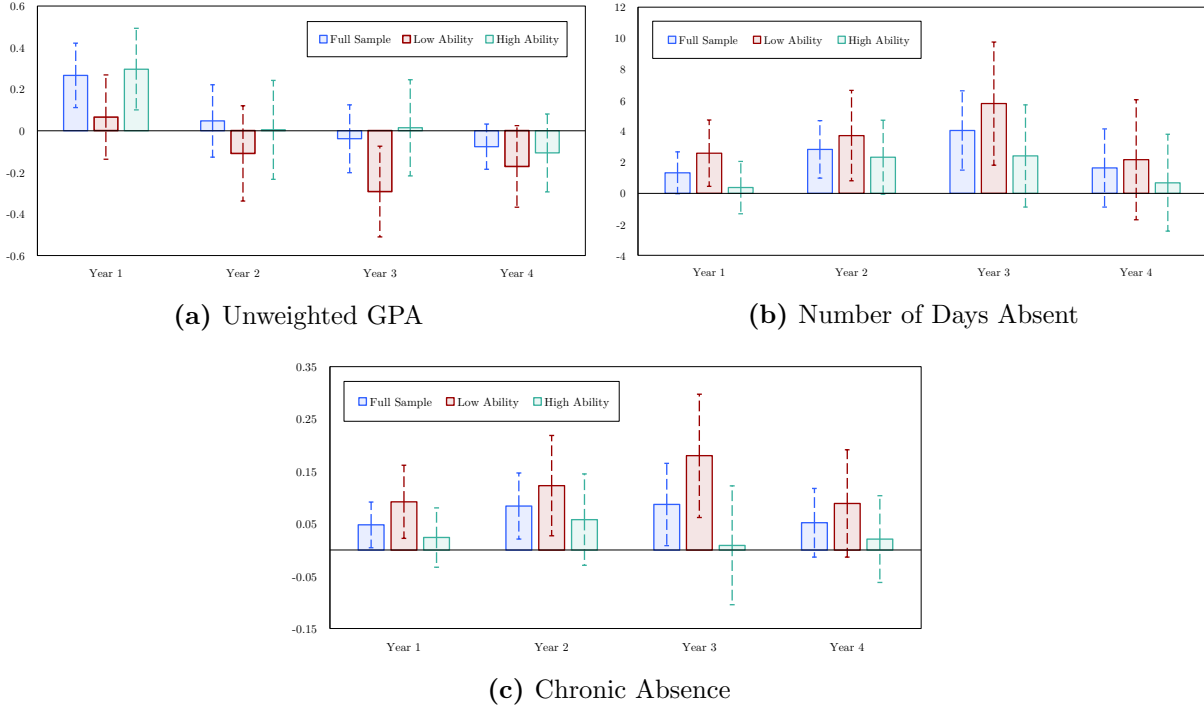 0.6
0.4
0.2
0
-0.2
-0.4
-0.6
Full Sample Low Ability High Ability
Year 1 Year 2 Year 3 Year 4
(a) Unweighted GPA
12
10
8
6
4
2
0
-2
-4
Full Sample Low Ability High Ability
Year 1 Year 2 Year 3 Year 4
(b) Number of Days Absent
0.35
0.25
0.15
0.05
-0.05
-0.15
Full Sample Low Ability High Ability
Year 1 Year 2 Year 3 Year 4
(c) Chronic Absence